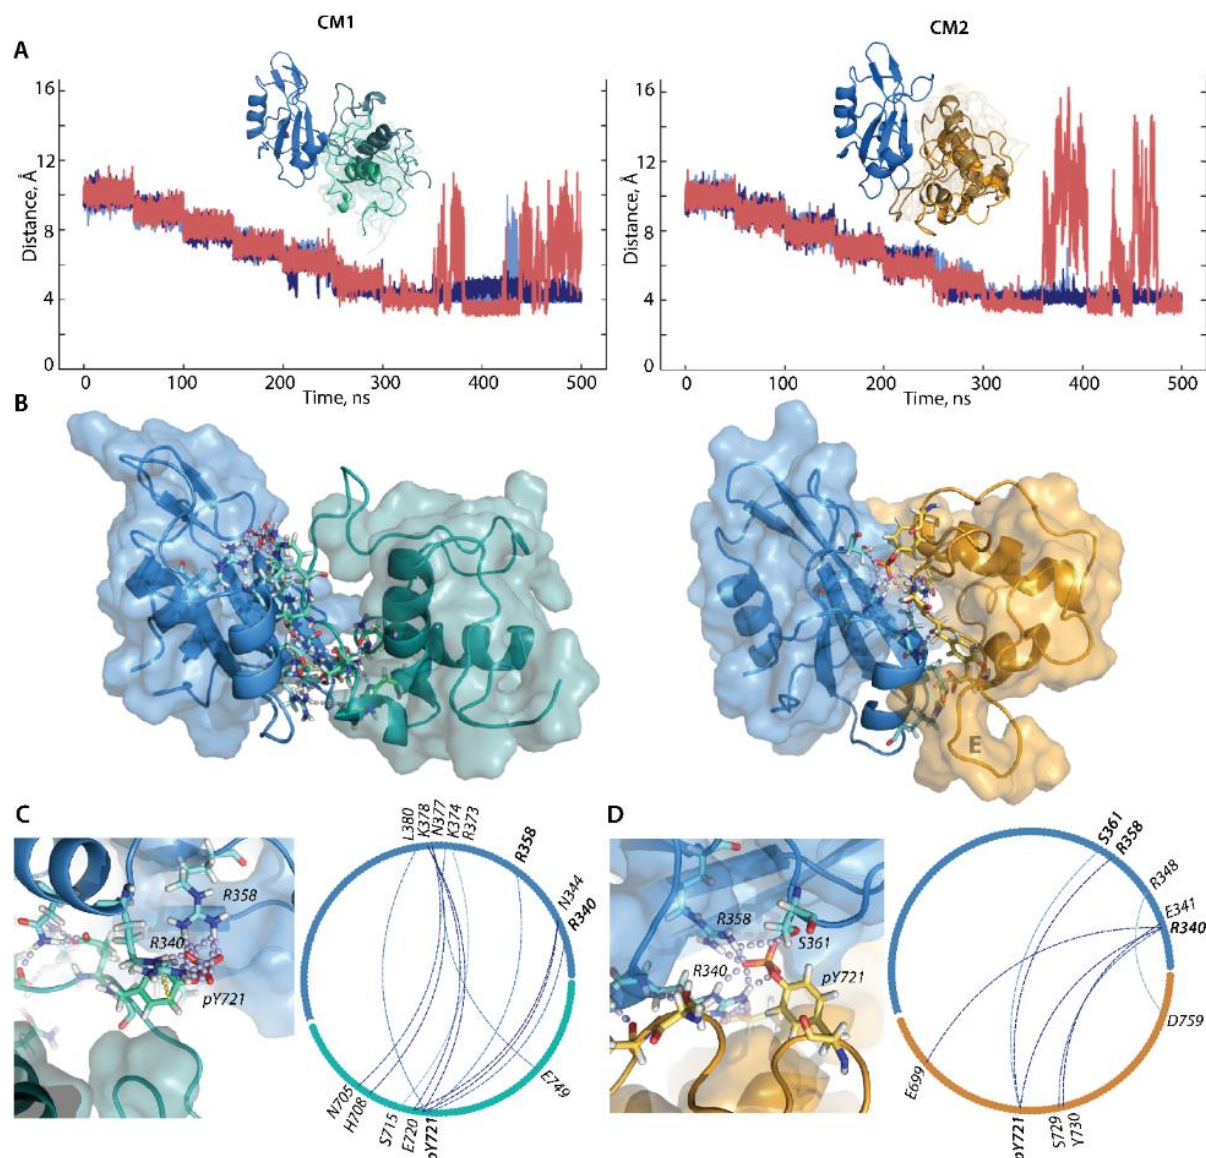 CM1
CM2
A
16
12
8
4
0
Distance, Å
0
100
200
300
400
500
Time, ns
16
12
8
4
0
Distance, Å
0
100
200
300
400
500
Time, ns
B
E
C
R358
R340
pY721
L380
K378
N377
K374
R373
R358
N344
R340
E749
N705
H708
S715
E720
pY721
D
R358
S361
R340
pY721
S361
R358
R348
E341
R340
D759
E699
pY721
S729
Y730